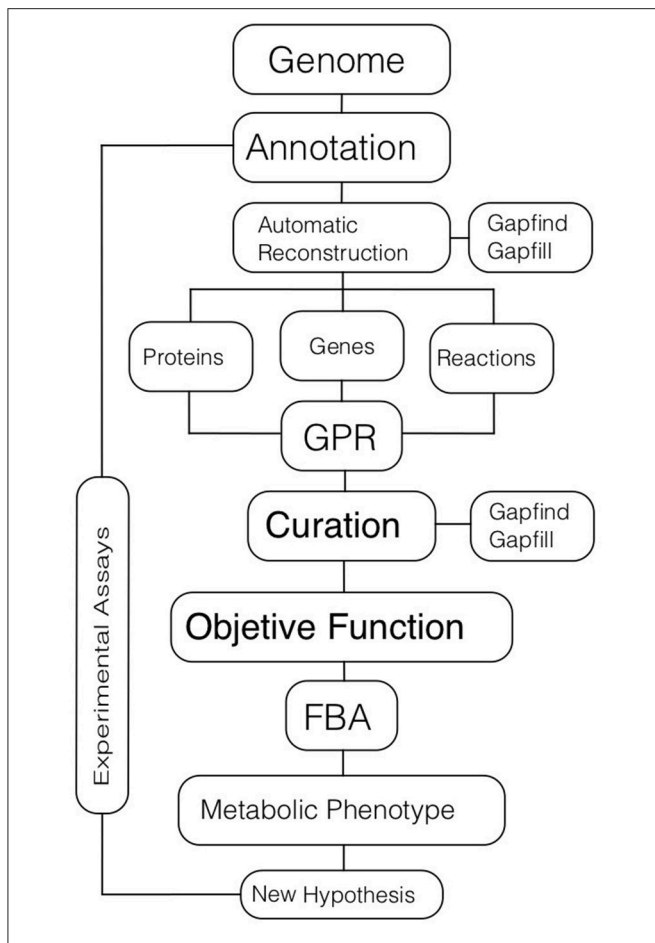 Genome
Annotation
Automatic
Reconstruction
Gapfind
Gapfill
Proteins
Genes
Reactions
GPR
Curation
Gapfind
Gapfill
Objetive Function
FBA
Experimental Assays
Metabolic Phenotype
New Hypothesis